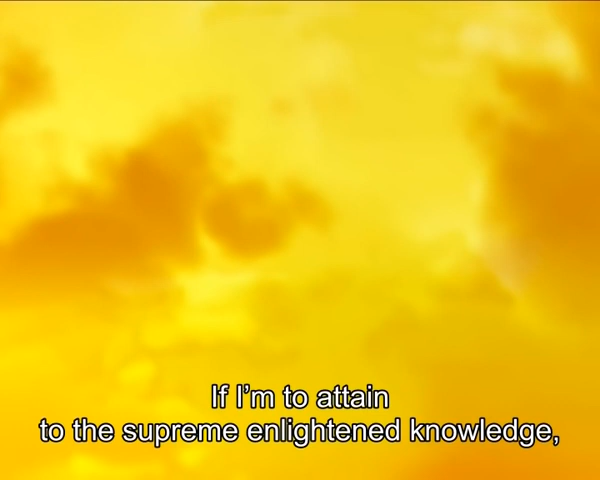 If I'm to attain
to the supreme enlightened knowledge,